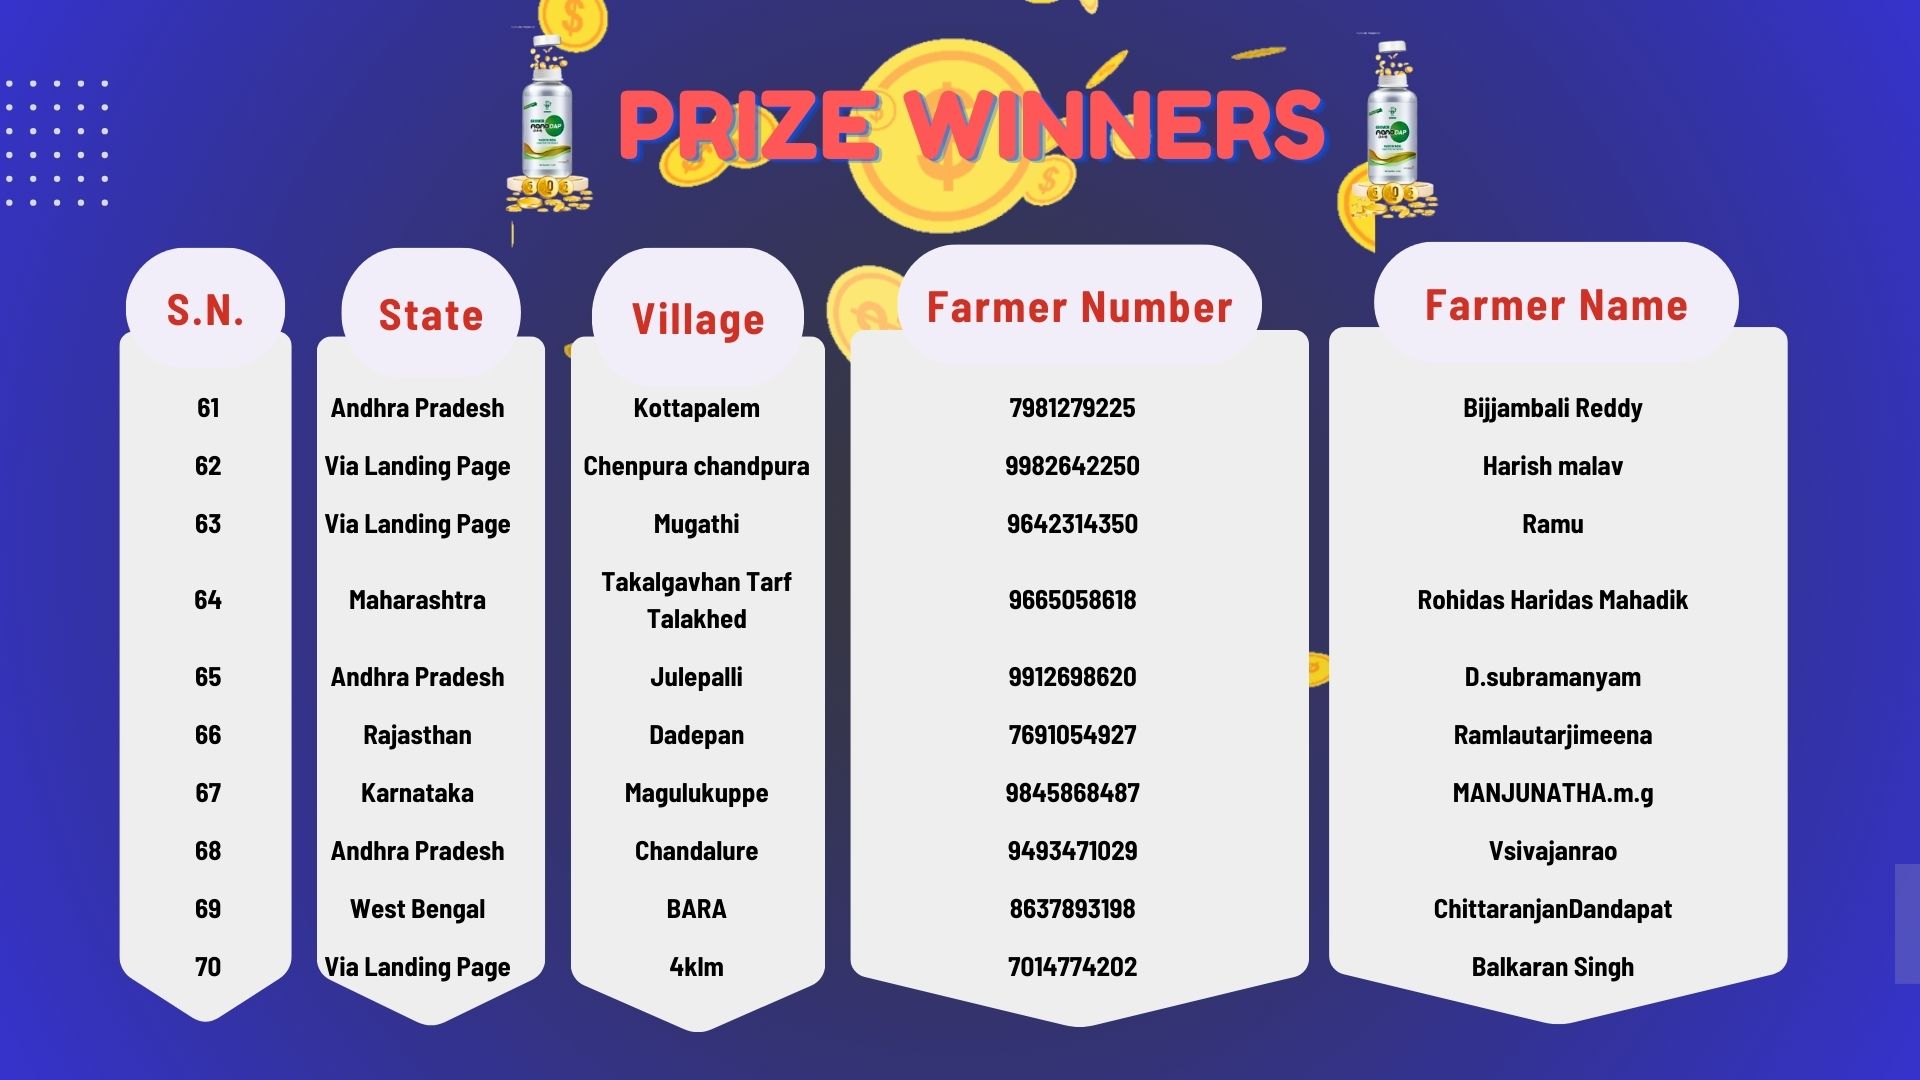 PRIZE WINNERS
S.N. State Village Farmer Number Farmer Name
61 Andhra Pradesh Kottapalem 7981279225 Bijjambali Reddy
62 Via Landing Page Chenpura chandpura 9982642250 Harish malav
63 Via Landing Page Mugathi 9642314350 Ramu
64 Maharashtra Takalgavhan Tarf Talakhed 9665058618 Rohidas Haridas Mahadik
65 Andhra Pradesh Julepalli 9912698620 D.subramanyam
66 Rajasthan Dadepan 7691054927 Ramlautarjimeena
67 Karnataka Magulukuppe 9845868487 MANJUNATHA.m.g
68 Andhra Pradesh Chandalure 9493471029 Vsivajanrao
69 West Bengal BARA 8637893198 ChittaranjanDandapat
70 Via Landing Page 4klm 7014774202 Balkaran Singh